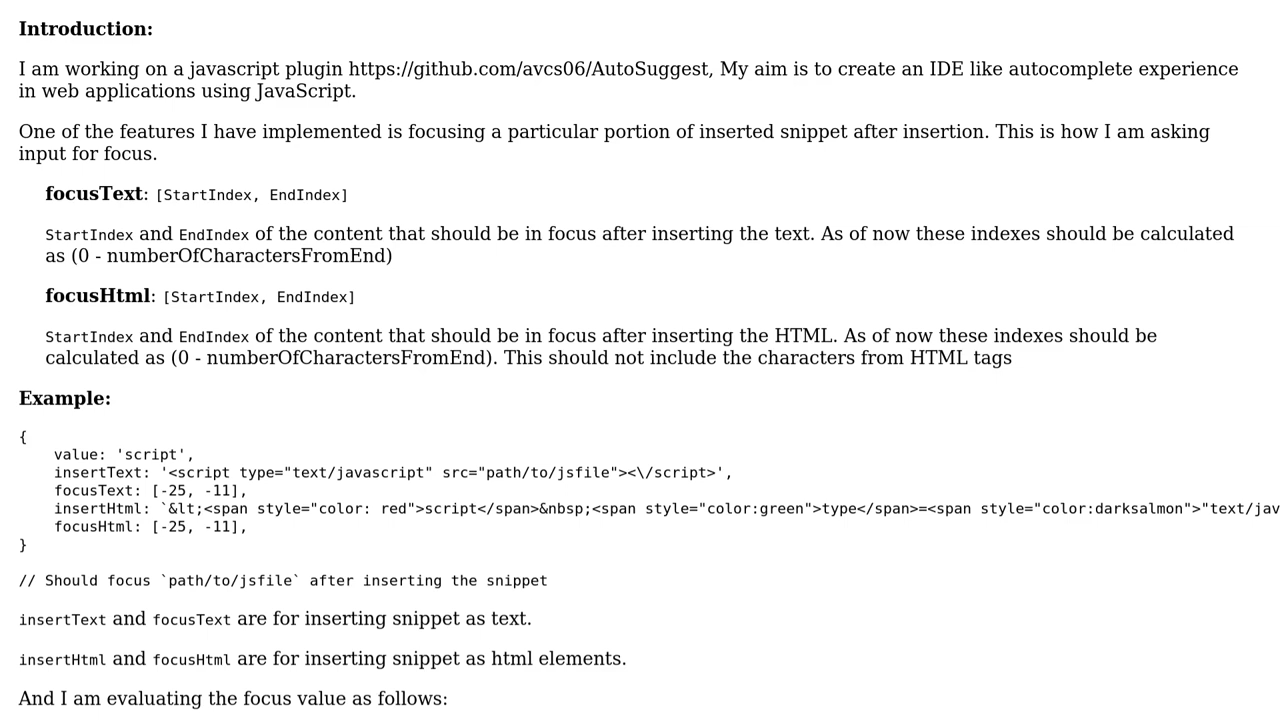 Introduction:
I am working on a javascript plugin https://github.com/avcs06/AutoSuggest, My aim is to create an IDE like autocomplete experience
in web applications using JavaScript.
One of the features I have implemented is focusing a particular portion of inserted snippet after insertion. This is how I am asking
input for focus.
focusText: [StartIndex, EndIndex]
StartIndex and EndIndex of the content that should be in focus after inserting the text. As of now these indexes should be calculated
as (0 - numberOfCharactersFromEnd)
focusHtml: [StartIndex, EndIndex]
StartIndex and EndIndex of the content that should be in focus after inserting the HTML. As of now these indexes should be
calculated as (0 - numberOfCharactersFromEnd). This should not include the characters from HTML tags
Example:
{
    value: 'script',
    insertText: '<script type="text/javascript" src="path/to/jsfile"><\/script>',
    focusText: [-25, -11],
    insertHtml: `&lt;<span style="color: red">script</span>&nbsp;<span style="color:green">type</span>=<span style="color:darksalmon">"text/jav
    focusHtml: [-25, -11],
}
// Should focus `path/to/jsfile` after inserting the snippet
insertText and focusText are for inserting snippet as text.
insertHtml and focusHtml are for inserting snippet as html elements.
And I am evaluating the focus value as follows: